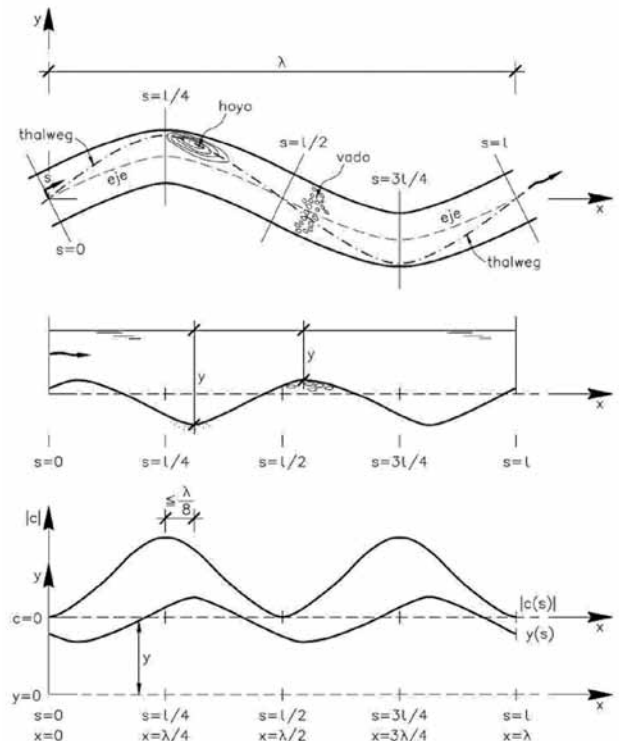 y
λ
s=l/4
hoya
thalweg
s=l/2
vado
s=l
s=3l/4
s
eje
eje
x
s=0
thalweg
y
y
x
s=0
s=l/4
s=l/2
s=3l/4
s=l
≤ λ/8
|c|
y
c=0
|c(s)|
x
y(s)
y
y=0
x
s=0
s=l/4
s=l/2
s=3l/4
s=l
x=0
x=λ/4
x=λ/2
x=3λ/4
x=λ